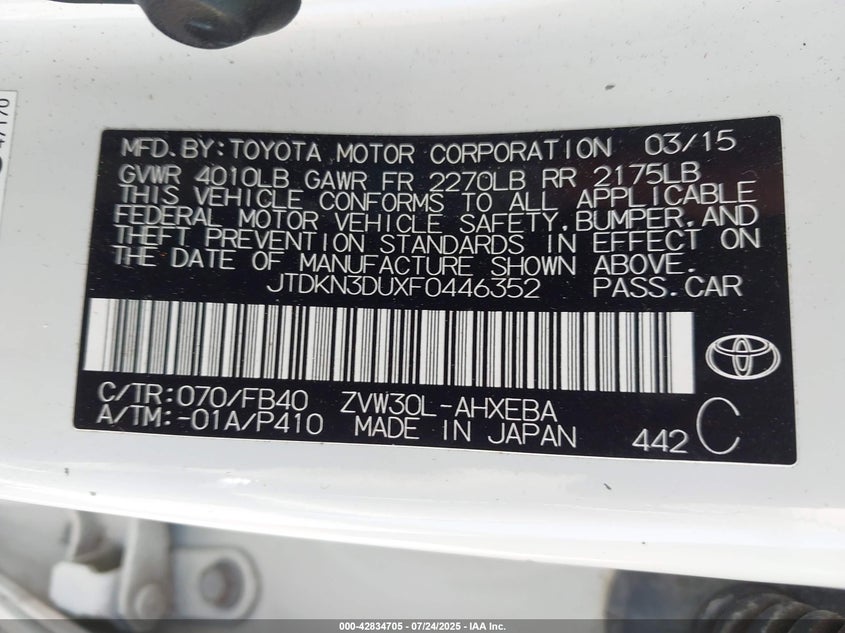 47170
MFD.BY:TOYOTA MOTOR CORPORATION 03/15
GVWR 4010LB GAWR FR 2270LB RR 2175LB
THIS VEHICLE CONFORMS TO ALL APPLICABLE
FEDERAL MOTOR VEHICLE SAFETY,BUMPER,AND
THEFT PREVENTION STANDARDS IN EFFECT ON
THE DATE OF MANUFACTURE SHOWN ABOVE.
JTDKN3DUXF0446352 PASS.CAR
C/TR:070/FB40 ZVW30L-AHXEBA
A/TM:-01A/P410 MADE IN JAPAN 442 C
000-42834705 - 07/24/2025 - IAA Inc.